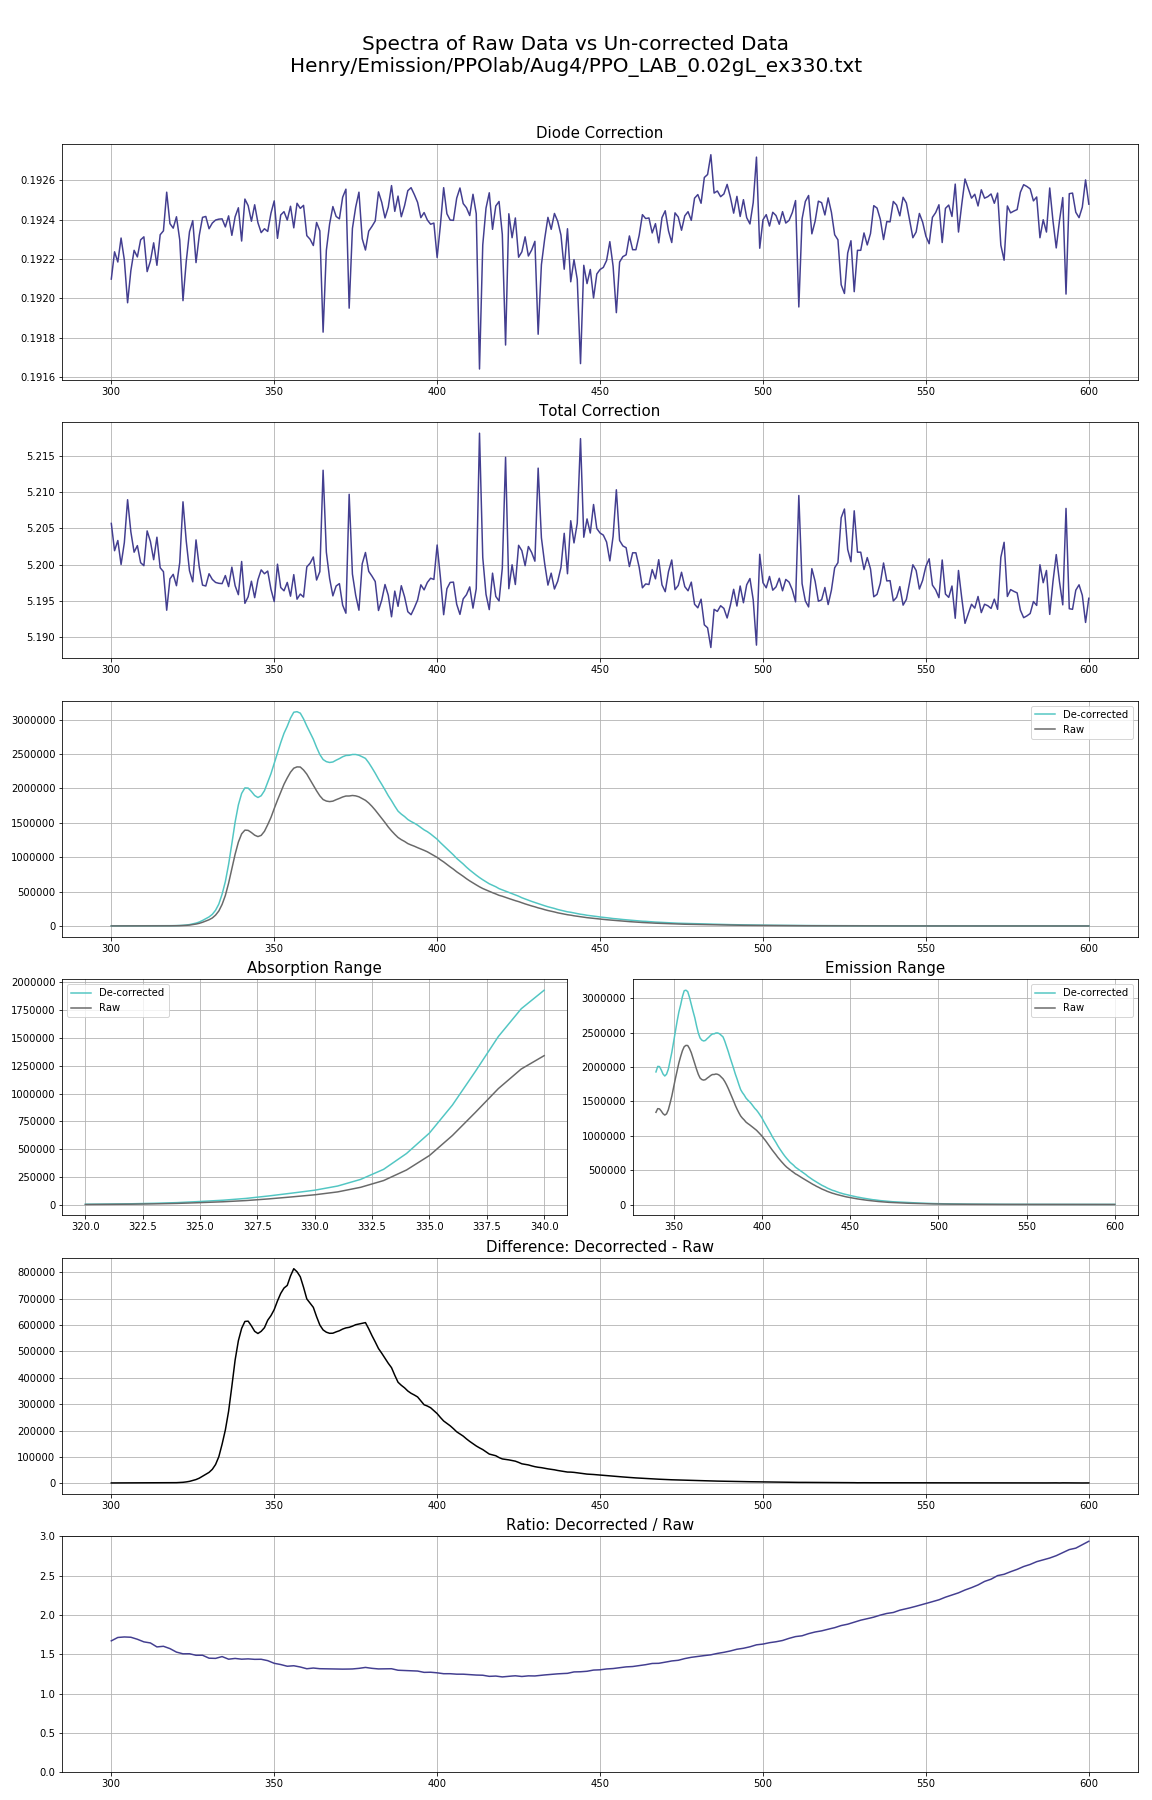 Spectra of Raw Data vs Un-corrected Data
Henry/Emission/PPOlab/Aug4/PPO_LAB_0.02gL_ex330.txt
Diode Correction
0.1926
0.1924
0.1922
0.1920
0.1918
0.1916
300 350 400 450 500 550 600
Total Correction
5.215
5.210
5.205
5.200
5.195
5.190
300 350 400 450 500 550 600
De-corrected
Raw
3000000
2500000
2000000
1500000
1000000
500000
0
300 350 400 450 500 550 600
Absorption Range
De-corrected
Raw
2000000
1750000
1500000
1250000
1000000
750000
500000
250000
0
320.0 322.5 325.0 327.5 330.0 332.5 335.0 337.5 340.0
Emission Range
De-corrected
Raw
3000000
2500000
2000000
1500000
1000000
500000
0
350 400 450 500 550 600
Difference: Decorrected - Raw
800000
700000
600000
500000
400000
300000
200000
100000
0
300 350 400 450 500 550 600
Ratio: Decorrected / Raw
3.0
2.5
2.0
1.5
1.0
0.5
0.0
300 350 400 450 500 550 600